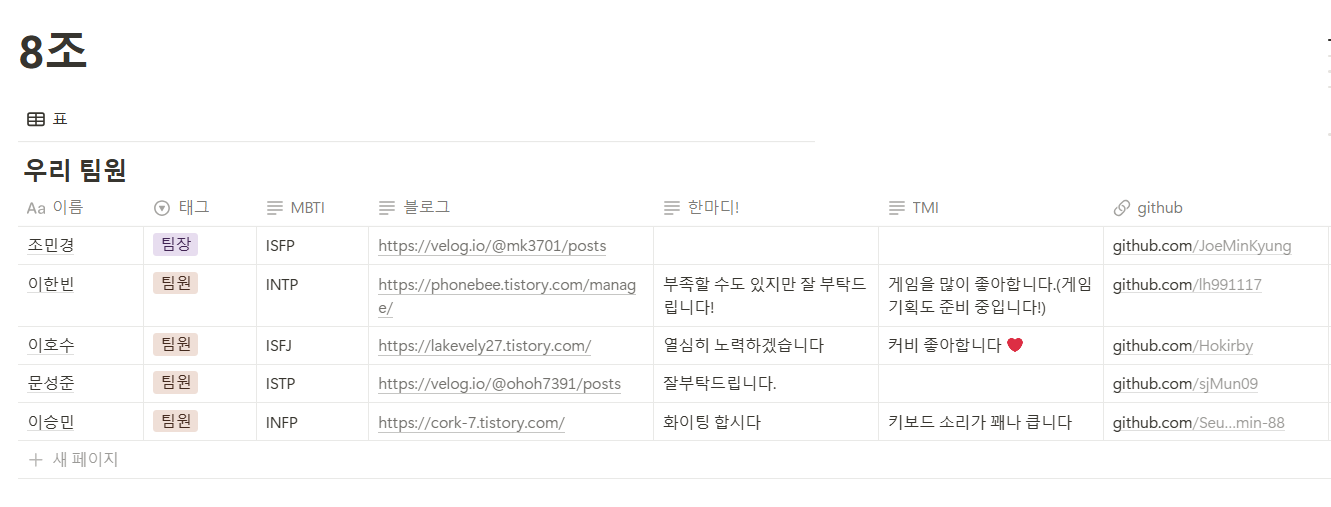 8조
표
우리 팀원
Aa 이름 태그 MBTI 블로그 한마디! TMI github
조민경 팀장 ISFP https://velog.io/@mk3701/posts github.com/JoeMinKyung
이한빈 팀원 INTP https://phonebee.tistory.com/manag 부족할 수도 있지만 잘 부탁드 게임을 많이 좋아합니다.(게임 github.com/lh991117
e/ 립니다! 기획도 준비 중입니다!)
이호수 팀원 ISFJ https://lakevely27.tistory.com/ 열심히 노력하겠습니다 커비 좋아합니다 ❤️ github.com/Hokirby
문성준 팀원 ISTP https://velog.io/@ohoh7391/posts 잘부탁드립니다. github.com/sjMun09
이승민 팀원 INFP https://cork-7.tistory.com/ 화이팅 합시다 키보드 소리가 꽤나 큽니다 github.com/Seu...min-88
+ 새 페이지